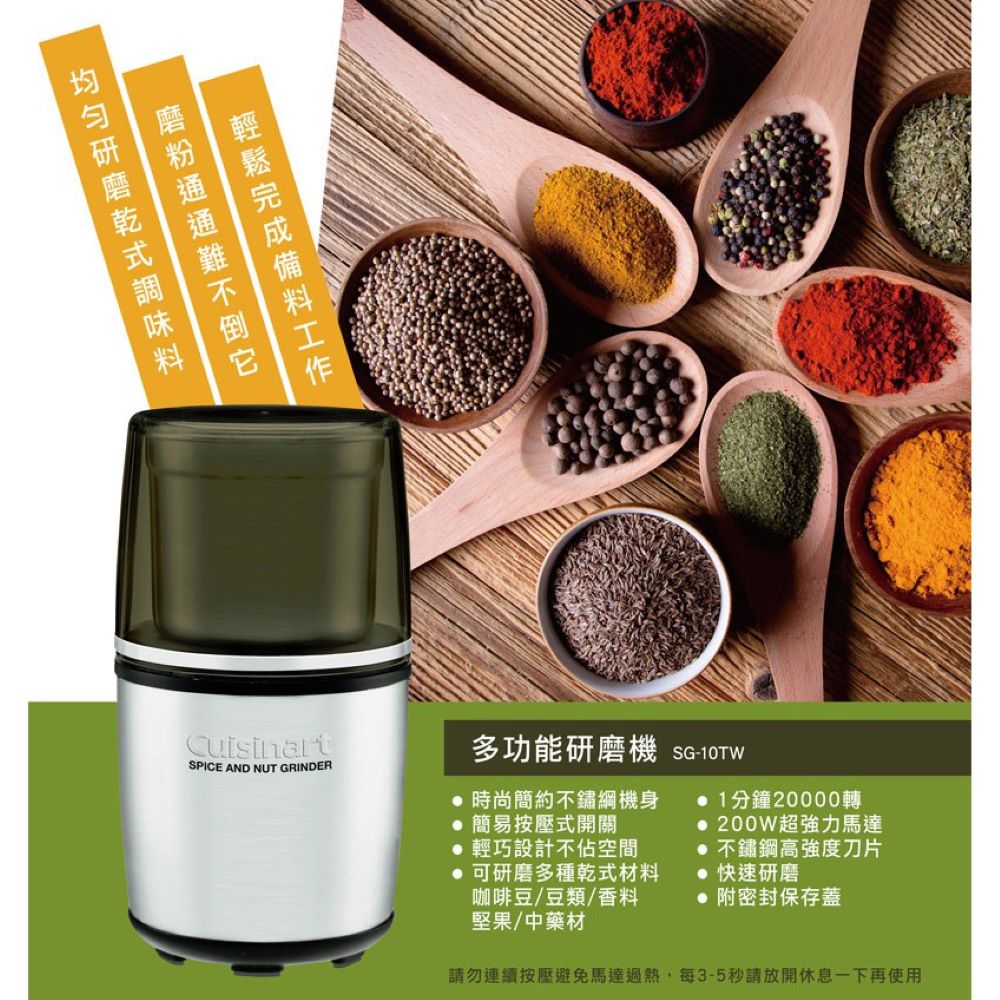 均勻研磨乾式調味料
磨粉通通難不倒它
輕鬆完成備料工作
Cuisinart
SPICE AND NUT GRINDER
多功能研磨機 SG-10TW
● 時尚簡約不鏽綱機身
● 簡易按壓式開關
● 輕巧設計不佔空間
● 可研磨多種乾式材料
咖啡豆/豆類/香料
堅果/中藥材
● 1分鐘20000轉
● 200W超強力馬達
● 不鏽鋼高強度刀片
● 快速研磨
● 附密封保存蓋
請勿連續按壓避免馬達過熱，每3-5秒請放開休息一下再使用